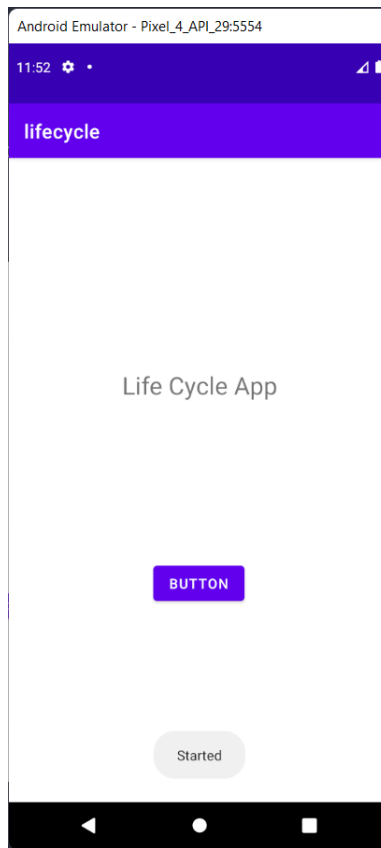 Android Emulator - Pixel_4_API_29:5554
11:52
lifecycle
Life Cycle App
BUTTON
Started